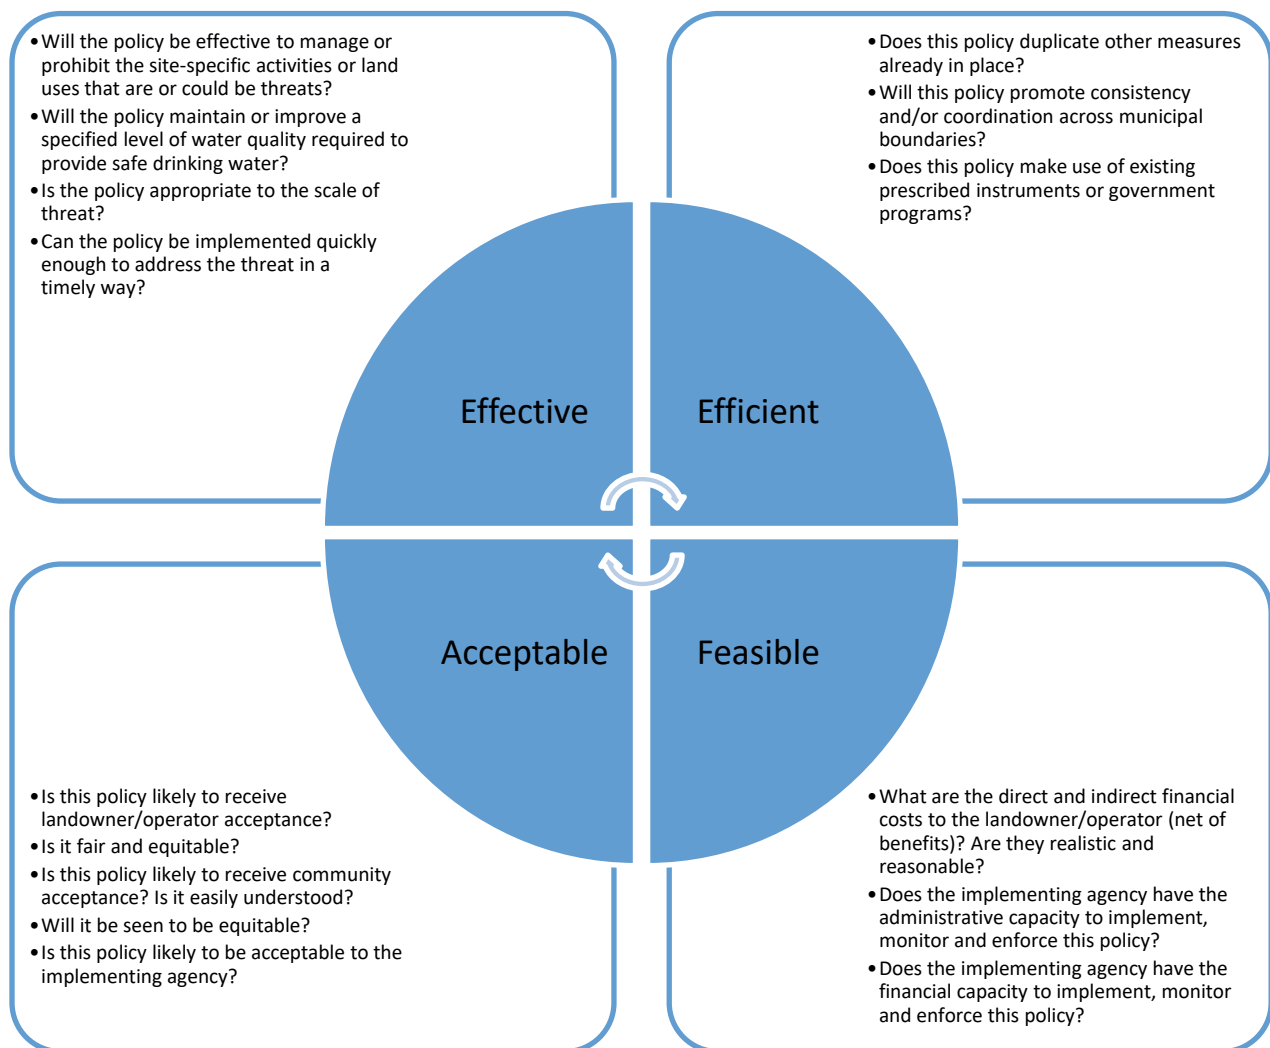 •Will the policy be effective to manage or
prohibit the site-specific activities or land
uses that are or could be threats?
•Will the policy maintain or improve a
specified level of water quality required to
provide safe drinking water?
•Is the policy appropriate to the scale of
threat?
•Can the policy be implemented quickly
enough to address the threat in a
timely way?
•Does this policy duplicate other measures
already in place?
•Will this policy promote consistency
and/or coordination across municipal
boundaries?
•Does this policy make use of existing
prescribed instruments or government
programs?
Effective
Efficient
Acceptable
Feasible
•Is this policy likely to receive
landowner/operator acceptance?
•Is it fair and equitable?
•Is this policy likely to receive community
acceptance? Is it easily understood?
•Will it be seen to be equitable?
•Is this policy likely to be acceptable to the
implementing agency?
•What are the direct and indirect financial
costs to the landowner/operator (net of
benefits)? Are they realistic and
reasonable?
•Does the implementing agency have the
administrative capacity to implement,
monitor and enforce this policy?
•Does the implementing agency have the
financial capacity to implement, monitor
and enforce this policy?